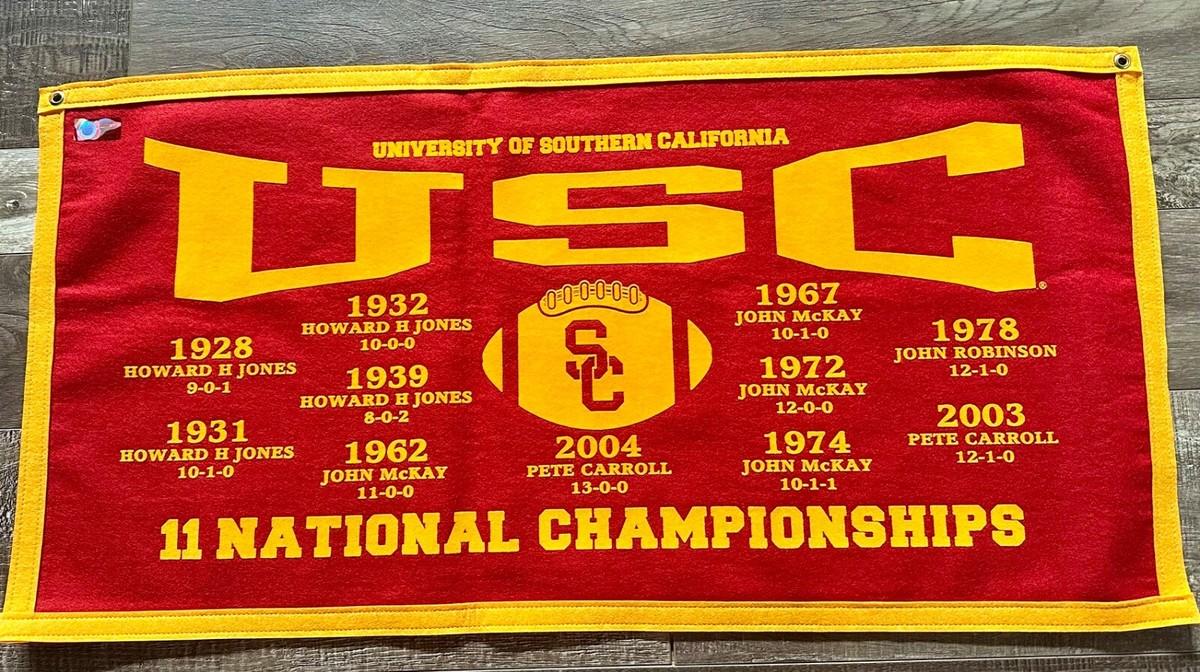 UNIVERSITY OF SOUTHERN CALIFORNIA
USC®
1928
HOWARD H JONES
9-0-1
1931
HOWARD H JONES
10-1-0
1932
HOWARD H JONES
10-0-0
1939
HOWARD H JONES
8-0-2
1962
JOHN McKAY
11-0-0
SC
2004
PETE CARROLL
13-0-0
1967
JOHN McKAY
10-1-0
1972
JOHN McKAY
12-0-0
1974
JOHN McKAY
10-1-1
1978
JOHN ROBINSON
12-1-0
2003
PETE CARROLL
12-1-0
11 NATIONAL CHAMPIONSHIPS